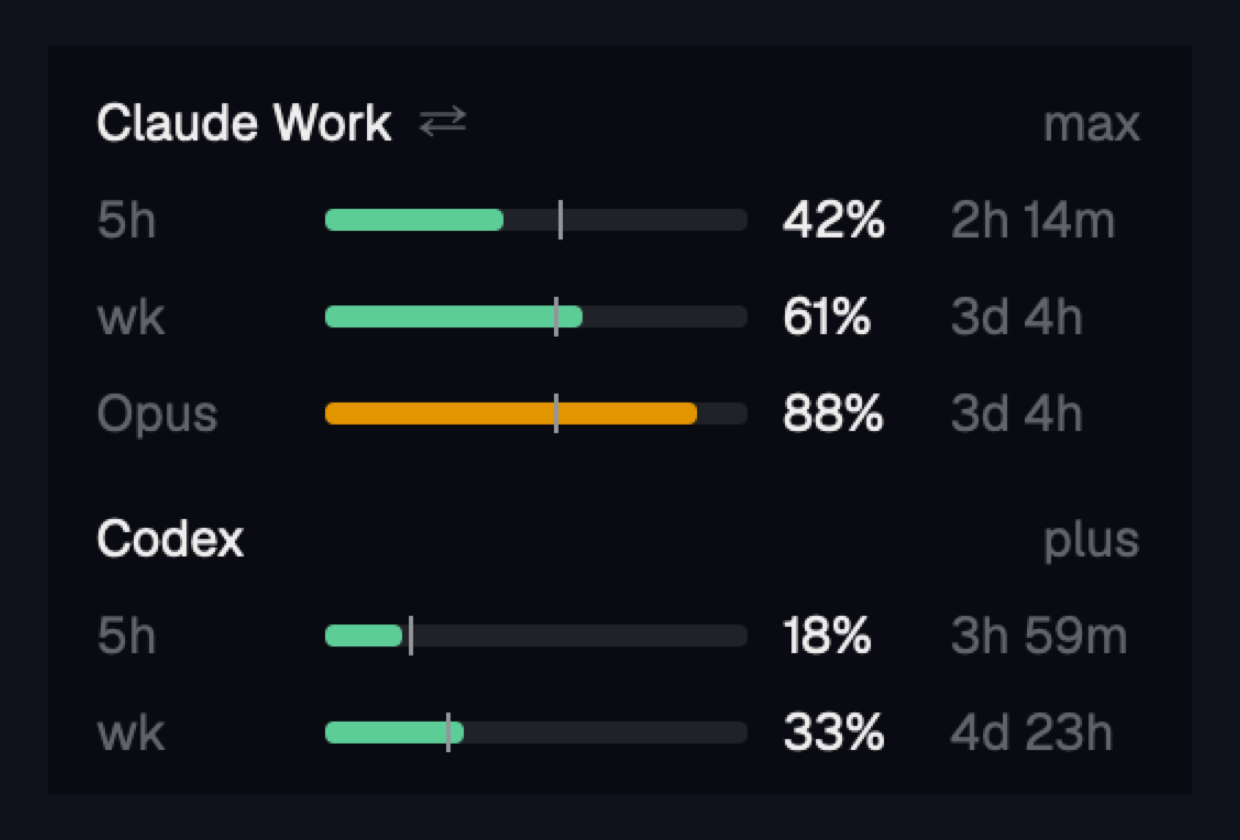 Claude Work ⇄ max
5h 42% 2h 14m
wk 61% 3d 4h
Opus 88% 3d 4h
Codex plus
5h 18% 3h 59m
wk 33% 4d 23h